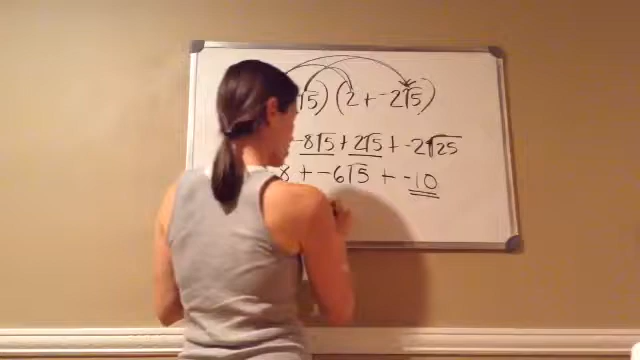 √5) (2 + -2√5)
-8√5 + 2√5 + -2√25
8 + -6√5 + -10